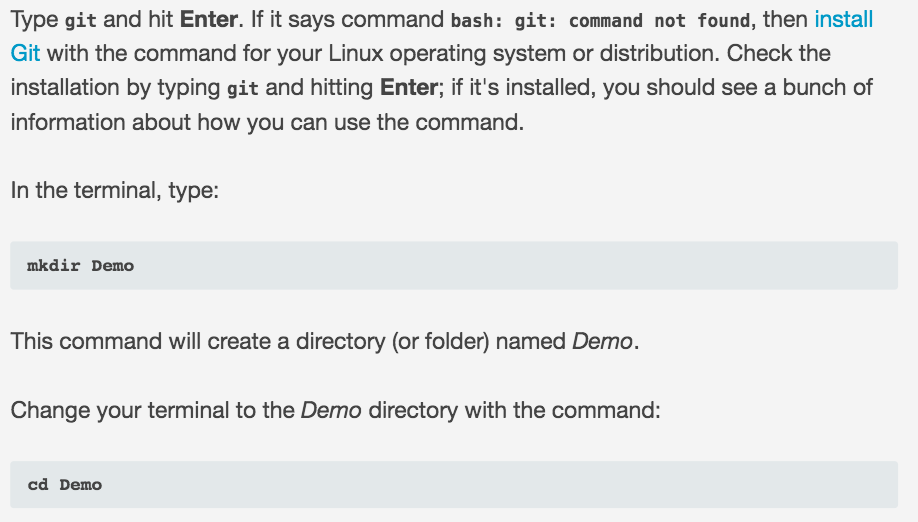 Type git and hit Enter. If it says command bash: git: command not found, then install
Git with the command for your Linux operating system or distribution. Check the
installation by typing git and hitting Enter; if it's installed, you should see a bunch of
information about how you can use the command.
In the terminal, type:
mkdir Demo
This command will create a directory (or folder) named Demo.
Change your terminal to the Demo directory with the command:
cd Demo